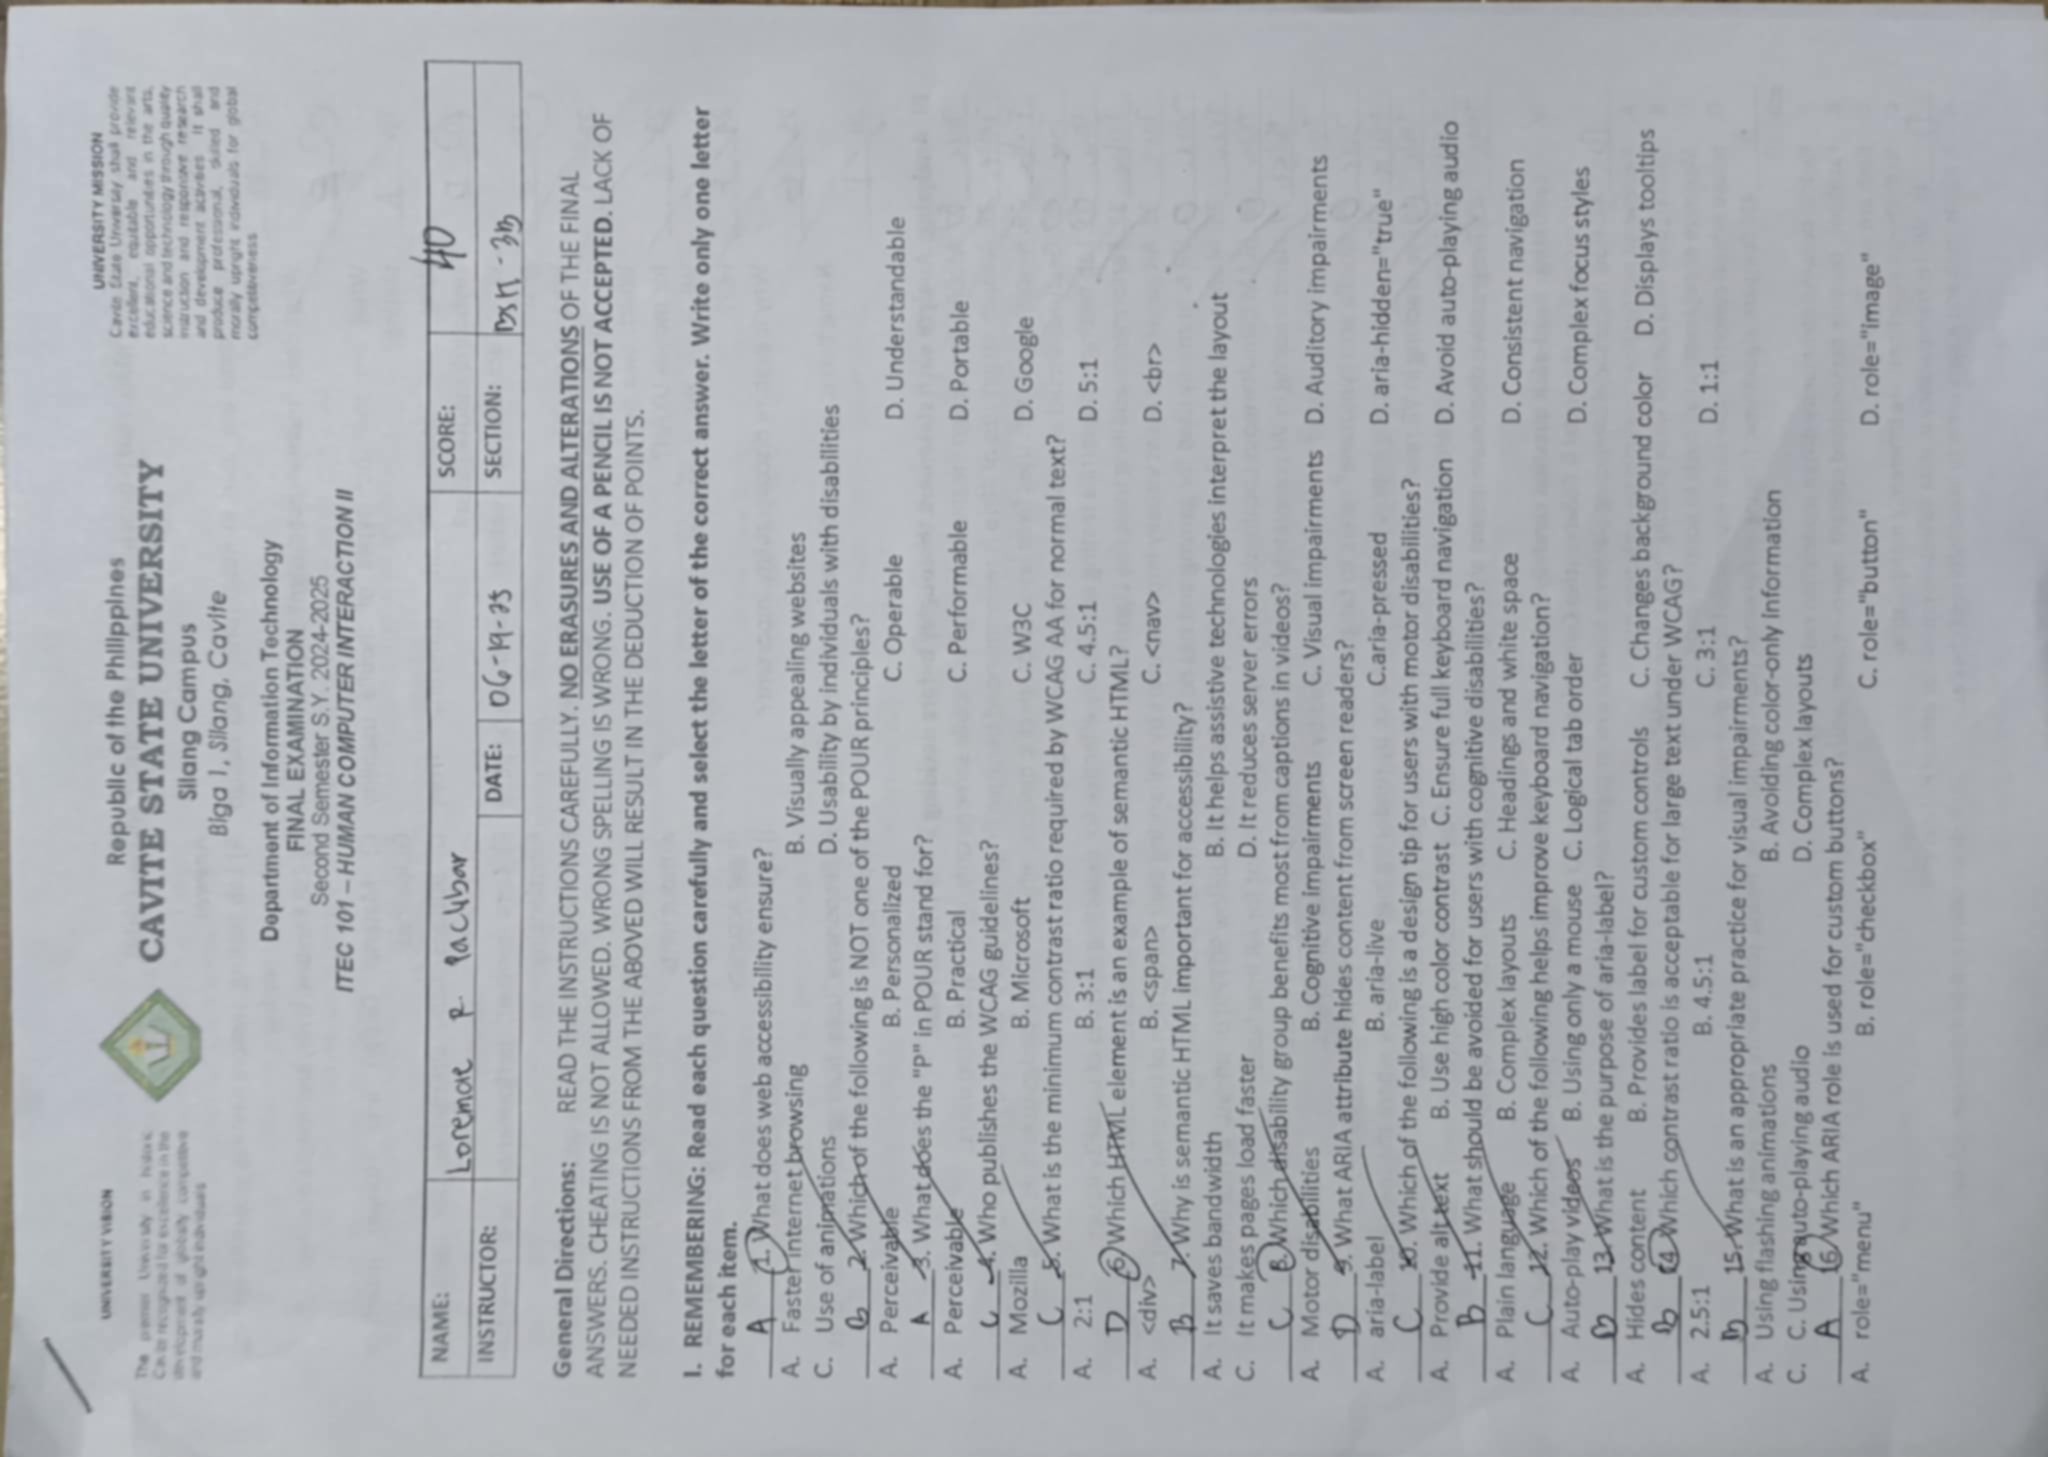 UNIVERSITY VISION
The premier University in historic
Cavite recognized for excellence in the
development of globally competitive
and morally upright individuals
Republic of the Philippines
CAVITE STATE UNIVERSITY
Silang Campus
Biga 1, Silang, Cavite
UNIVERSITY MISSION
Cavite State University shall provide
excellent, equitable and relevant
educational opportunities in the arts,
science and technology through quality
instruction and responsive research
and development activities. It shall
produce professional, skilled and
morally upright individuals for global
competitiveness
Department of Information Technology
FINAL EXAMINATION
Second Semester S.Y. 2024-2025
ITEC 101 – HUMAN COMPUTER INTERACTION II
NAME: Loremae R. SCORE: 40
INSTRUCTOR: DATE: 06-19-25 SECTION: BSIT - 3B
General Directions: READ THE INSTRUCTIONS CAREFULLY. NO ERASURES AND ALTERATIONS OF THE FINAL
ANSWERS. CHEATING IS NOT ALLOWED. WRONG SPELLING IS WRONG. USE OF A PENCIL IS NOT ACCEPTED. LACK OF
NEEDED INSTRUCTIONS FROM THE ABOVED WILL RESULT IN THE DEDUCTION OF POINTS.
I. REMEMBERING: Read each question carefully and select the letter of the correct answer. Write only one letter
for each item.
A 1. What does web accessibility ensure?
A. Faster internet browsing B. Visually appealing websites
C. Use of animations D. Usability by individuals with disabilities
B 2. Which of the following is NOT one of the POUR principles?
A. Perceivable B. Personalized C. Operable D. Understandable
A 3. What does the "P" in POUR stand for?
A. Perceivable B. Practical C. Performable D. Portable
C 4. Who publishes the WCAG guidelines?
A. Mozilla B. Microsoft C. W3C D. Google
C 5. What is the minimum contrast ratio required by WCAG AA for normal text?
A. 2:1 B. 3:1 C. 4.5:1 D. 5:1
D 6. Which HTML element is an example of semantic HTML?
A. <div> B. <span> C. <nav> D. <br>
B 7. Why is semantic HTML important for accessibility?
A. It saves bandwidth B. It helps assistive technologies interpret the layout
C. It makes pages load faster D. It reduces server errors
C 8. Which disability group benefits most from captions in videos?
A. Motor disabilities B. Cognitive impairments C. Visual impairments D. Auditory impairments
D 9. What ARIA attribute hides content from screen readers?
A. aria-label B. aria-live C.aria-pressed D. aria-hidden="true"
C 10. Which of the following is a design tip for users with motor disabilities?
A. Provide alt text B. Use high color contrast C. Ensure full keyboard navigation D. Avoid auto-playing audio
B 11. What should be avoided for users with cognitive disabilities?
A. Plain language B. Complex layouts C. Headings and white space D. Consistent navigation
C 12. Which of the following helps improve keyboard navigation?
A. Auto-play videos B. Using only a mouse C. Logical tab order D. Complex focus styles
B 13. What is the purpose of aria-label?
A. Hides content B. Provides label for custom controls C. Changes background color D. Displays tooltips
B 14. Which contrast ratio is acceptable for large text under WCAG?
A. 2.5:1 B. 4.5:1 C. 3:1 D. 1:1
B 15. What is an appropriate practice for visual impairments?
A. Using flashing animations B. Avoiding color-only information
C. C. Using auto-playing audio D. Complex layouts
A 16. Which ARIA role is used for custom buttons?
A. role="menu" B. role="checkbox" C. role="button" D. role="image"